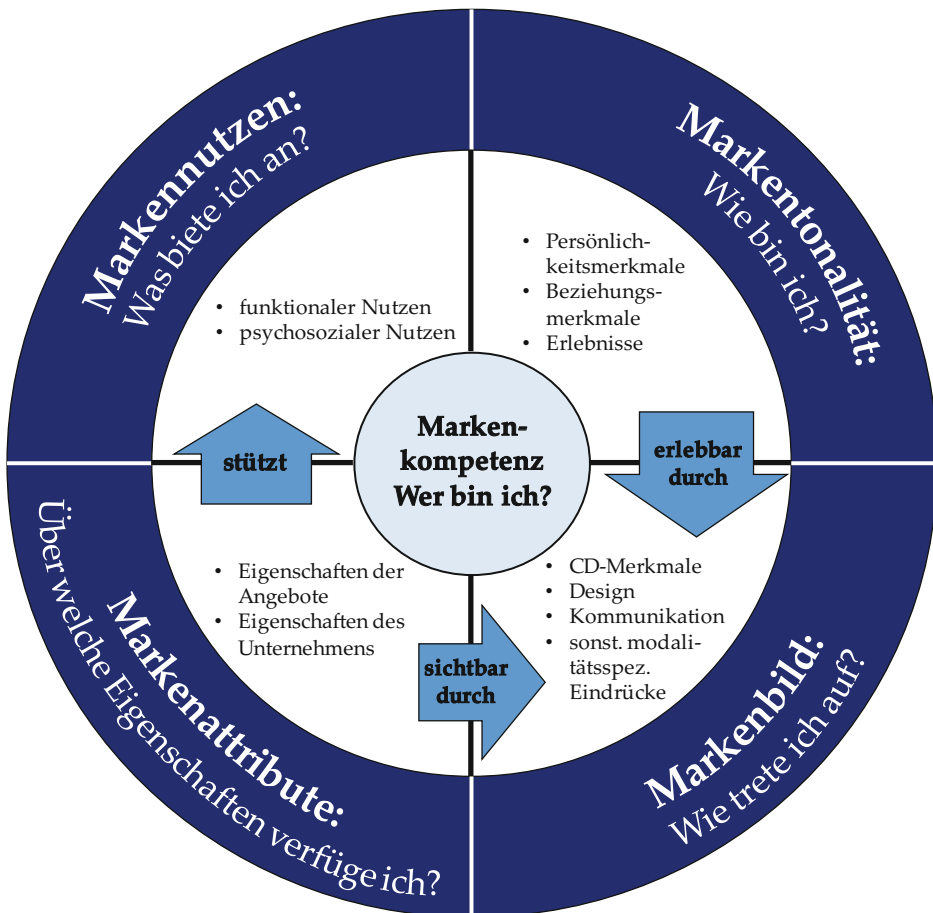 Markennutzen:
Was biete ich an?
Markentonalität:
Wie bin ich?
• funktionaler Nutzen
• psychosozialer Nutzen
• Persönlich-
keitsmerkmale
• Beziehungs-
merkmale
• Erlebnisse
Marken-
kompetenz
Wer bin ich?
stützt
erlebbar
durch
• Eigenschaften der
Angebote
• Eigenschaften des
Unternehmens
sichtbar
durch
• CD-Merkmale
• Design
• Kommunikation
• sonst. modali-
tätsspez.
Eindrücke
Markenattribute:
Über welche Eigenschaften verfüge ich?
Markenbild:
Wie trete ich auf?